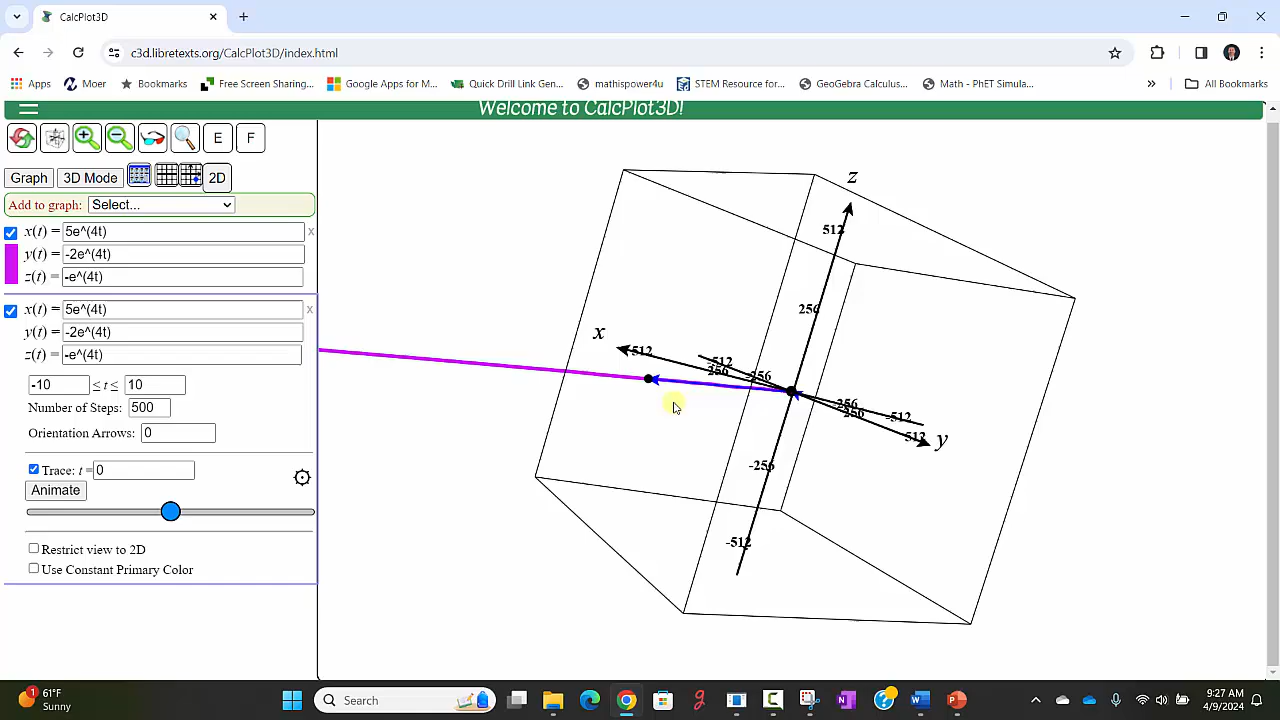 CalcPlot3D
c3d.libretexts.org/CalcPlot3D/index.html
Apps Moer Bookmarks Free Screen Sharing... Google Apps for M... Quick Drill Link Gen... mathispower4u STEM Resource for... GeoGebra Calculus... Math - PhET Simula... » All Bookmarks
Welcome to CalcPlot3D!
E F
Graph 3D Mode 2D
Add to graph: Select...
x(t) = 5e^(4t) x
y(t) = -2e^(4t)
z(t) = -e^(4t)
x(t) = 5e^(4t) x
y(t) = -2e^(4t)
z(t) = -e^(4t)
-10 ≤ t ≤ 10
Number of Steps: 500
Orientation Arrows: 0
Trace: t = 0
Animate
Restrict view to 2D
Use Constant Primary Color
z
512
256
x
512
-512
256
-256
-256
256
-512
512
y
-256
-512
1
61°F
Sunny
Search
9:27 AM
4/9/2024